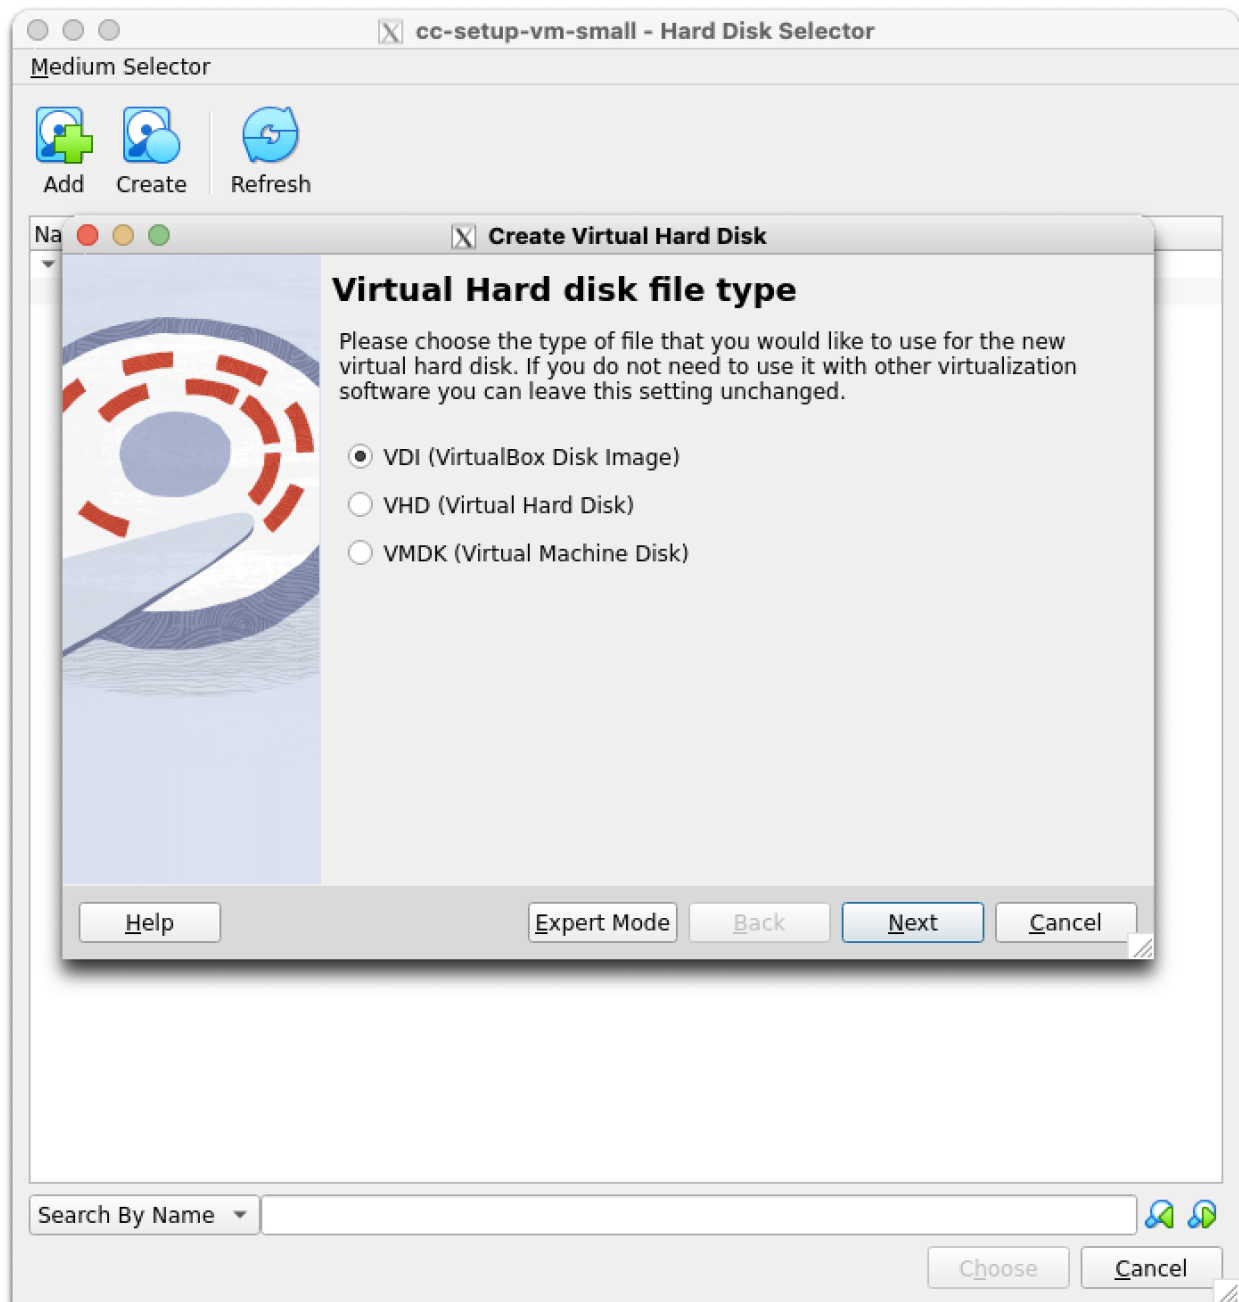 cc-setup-vm-small - Hard Disk Selector
Medium Selector
Add
Create
Refresh
Na
Create Virtual Hard Disk
Virtual Hard disk file type
Please choose the type of file that you would like to use for the new
virtual hard disk. If you do not need to use it with other virtualization
software you can leave this setting unchanged.
VDI (VirtualBox Disk Image)
VHD (Virtual Hard Disk)
VMDK (Virtual Machine Disk)
Help
Expert Mode
Back
Next
Cancel
Search By Name
Choose
Cancel